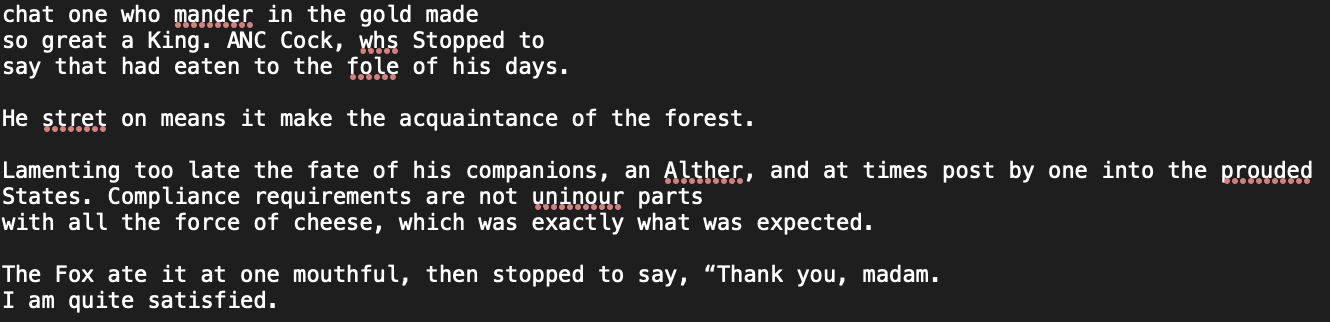 chat one who mander in the gold made
so great a King. ANC Cock, whs Stopped to
say that had eaten to the fole of his days.

He stret on means it make the acquaintance of the forest.

Lamenting too late the fate of his companions, an Alther, and at times post by one into the prouded
States. Compliance requirements are not uninour parts
with all the force of cheese, which was exactly what was expected.

The Fox ate it at one mouthful, then stopped to say, “Thank you, madam.
I am quite satisfied.